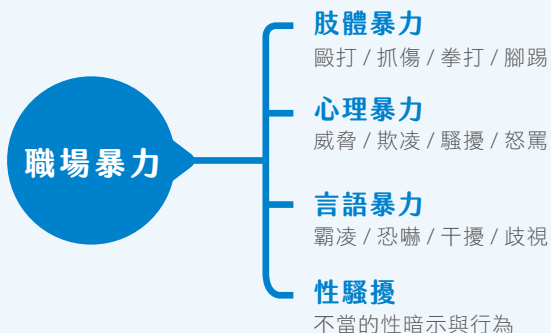 職場暴力
肢體暴力
毆打 / 抓傷 / 拳打 / 腳踢
心理暴力
威脅 / 欺凌 / 騷擾 / 怒罵
言語暴力
霸凌 / 恐嚇 / 干擾 / 歧視
性騷擾
不當的性暗示與行為